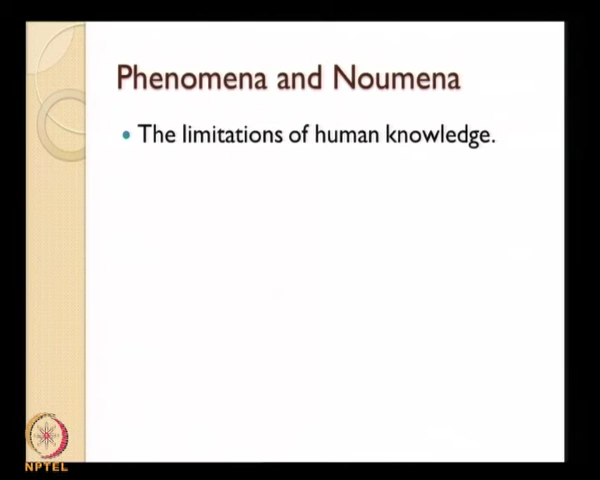 Phenomena and Noumena
The limitations of human knowledge.
NPTEL